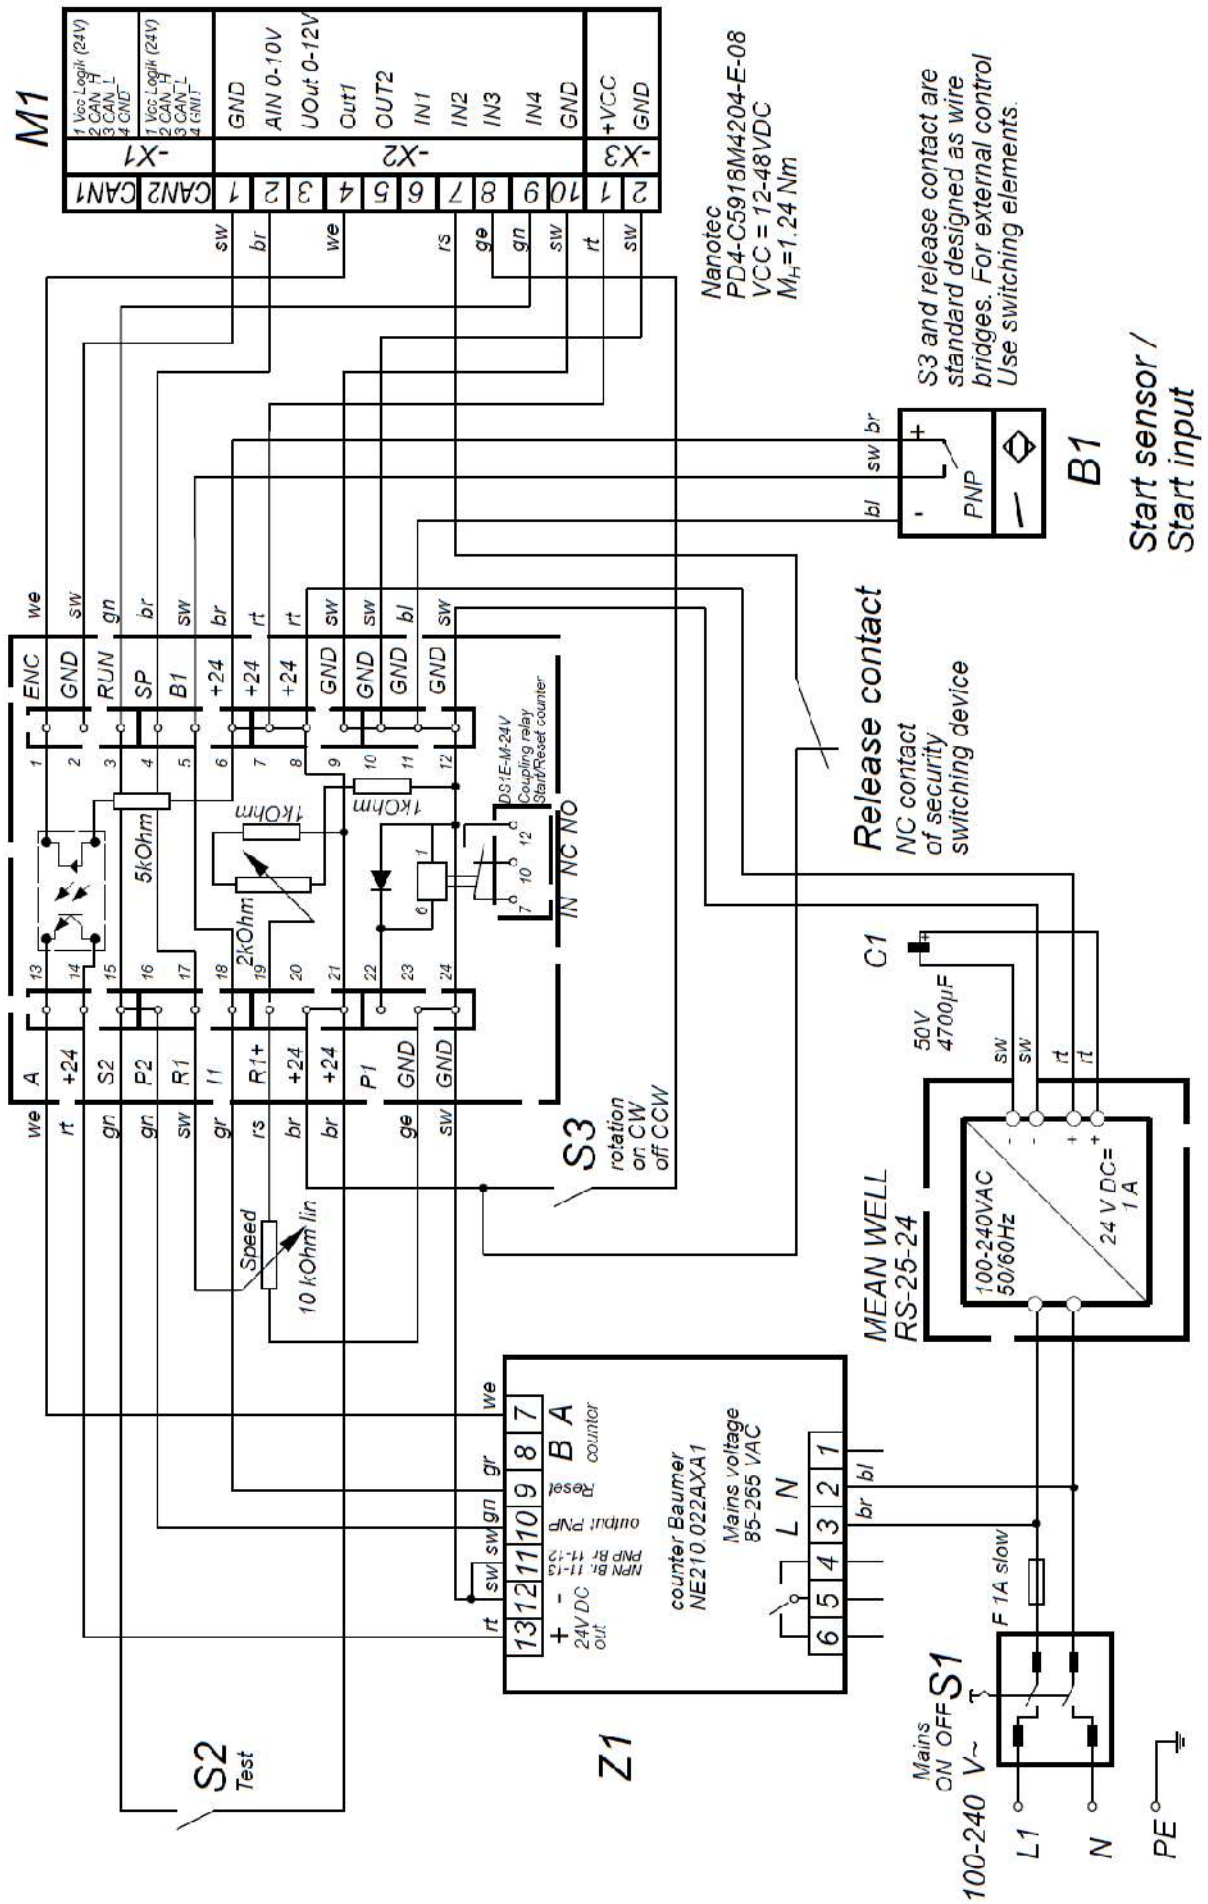 M1
1 Vcc Logik (24V)
2 CAN_H
3 CAN_L
4 GND
1 Vcc Logik (24V)
2 CAN_H
3 CAN_L
4 GND
-X1
CAN1
CAN2
GND
AIN 0-10V
UOut 0-12V
Out1
OUT2
IN1
IN2
IN3
IN4
GND
-X2
1
2
3
4
5
6
7
8
9
10
+VCC
GND
-X3
1
2
sw
br
we
rs
ge
gn
sw
rt
sw
Nanotec
PD4-C5918M4204-E-08
VCC = 12-48VDC
MH=1.24 Nm
S3 and release contact are
standard designed as wire
bridges. For external control
Use switching elements.
bl
sw
br
-
+
PNP
B1
Start sensor /
Start input
we
sw
gn
br
sw
br
rt
rt
sw
sw
bl
sw
ENC
GND
RUN
SP
B1
+24
+24
+24
GND
GND
GND
GND
1
2
3
4
5
6
7
8
9
10
11
12
5kOhm
2kOhm
1kOhm
1kOhm
6
1
DS1E-M-24V
Coupling relay
Start/Reset counter
7
10
12
IN
NC
NO
13
14
15
16
17
18
19
20
21
22
23
24
A
+24
S2
P2
R1
I1
R1+
+24
+24
P1
GND
GND
we
rt
gn
gn
sw
gr
rs
br
br
ge
sw
Release contact
NC contact
of security
switching device
S3
rotation
on CW
off CCW
Speed
10 kOhm lin
C1
50V
4700µF
sw
sw
rt
rt
MEAN WELL
RS-25-24
100-240VAC
50/60Hz
24 V DC=
1 A
-
-
+
+
we
gr
gn
sw
sw
rt
7
8
9
10
11
12
13
A
B
counter
Reset
output PNP
PNP Br 11-12
NPN Br. 11-13
-
+
24VDC
out
counter Baumer
NE210.022AXA1
Mains voltage
85-265 VAC
L
N
1
2
3
4
5
6
bl
br
Z1
S2
Test
F 1A slow
Mains
ON OFF
S1
100-240 V~
L1
N
PE